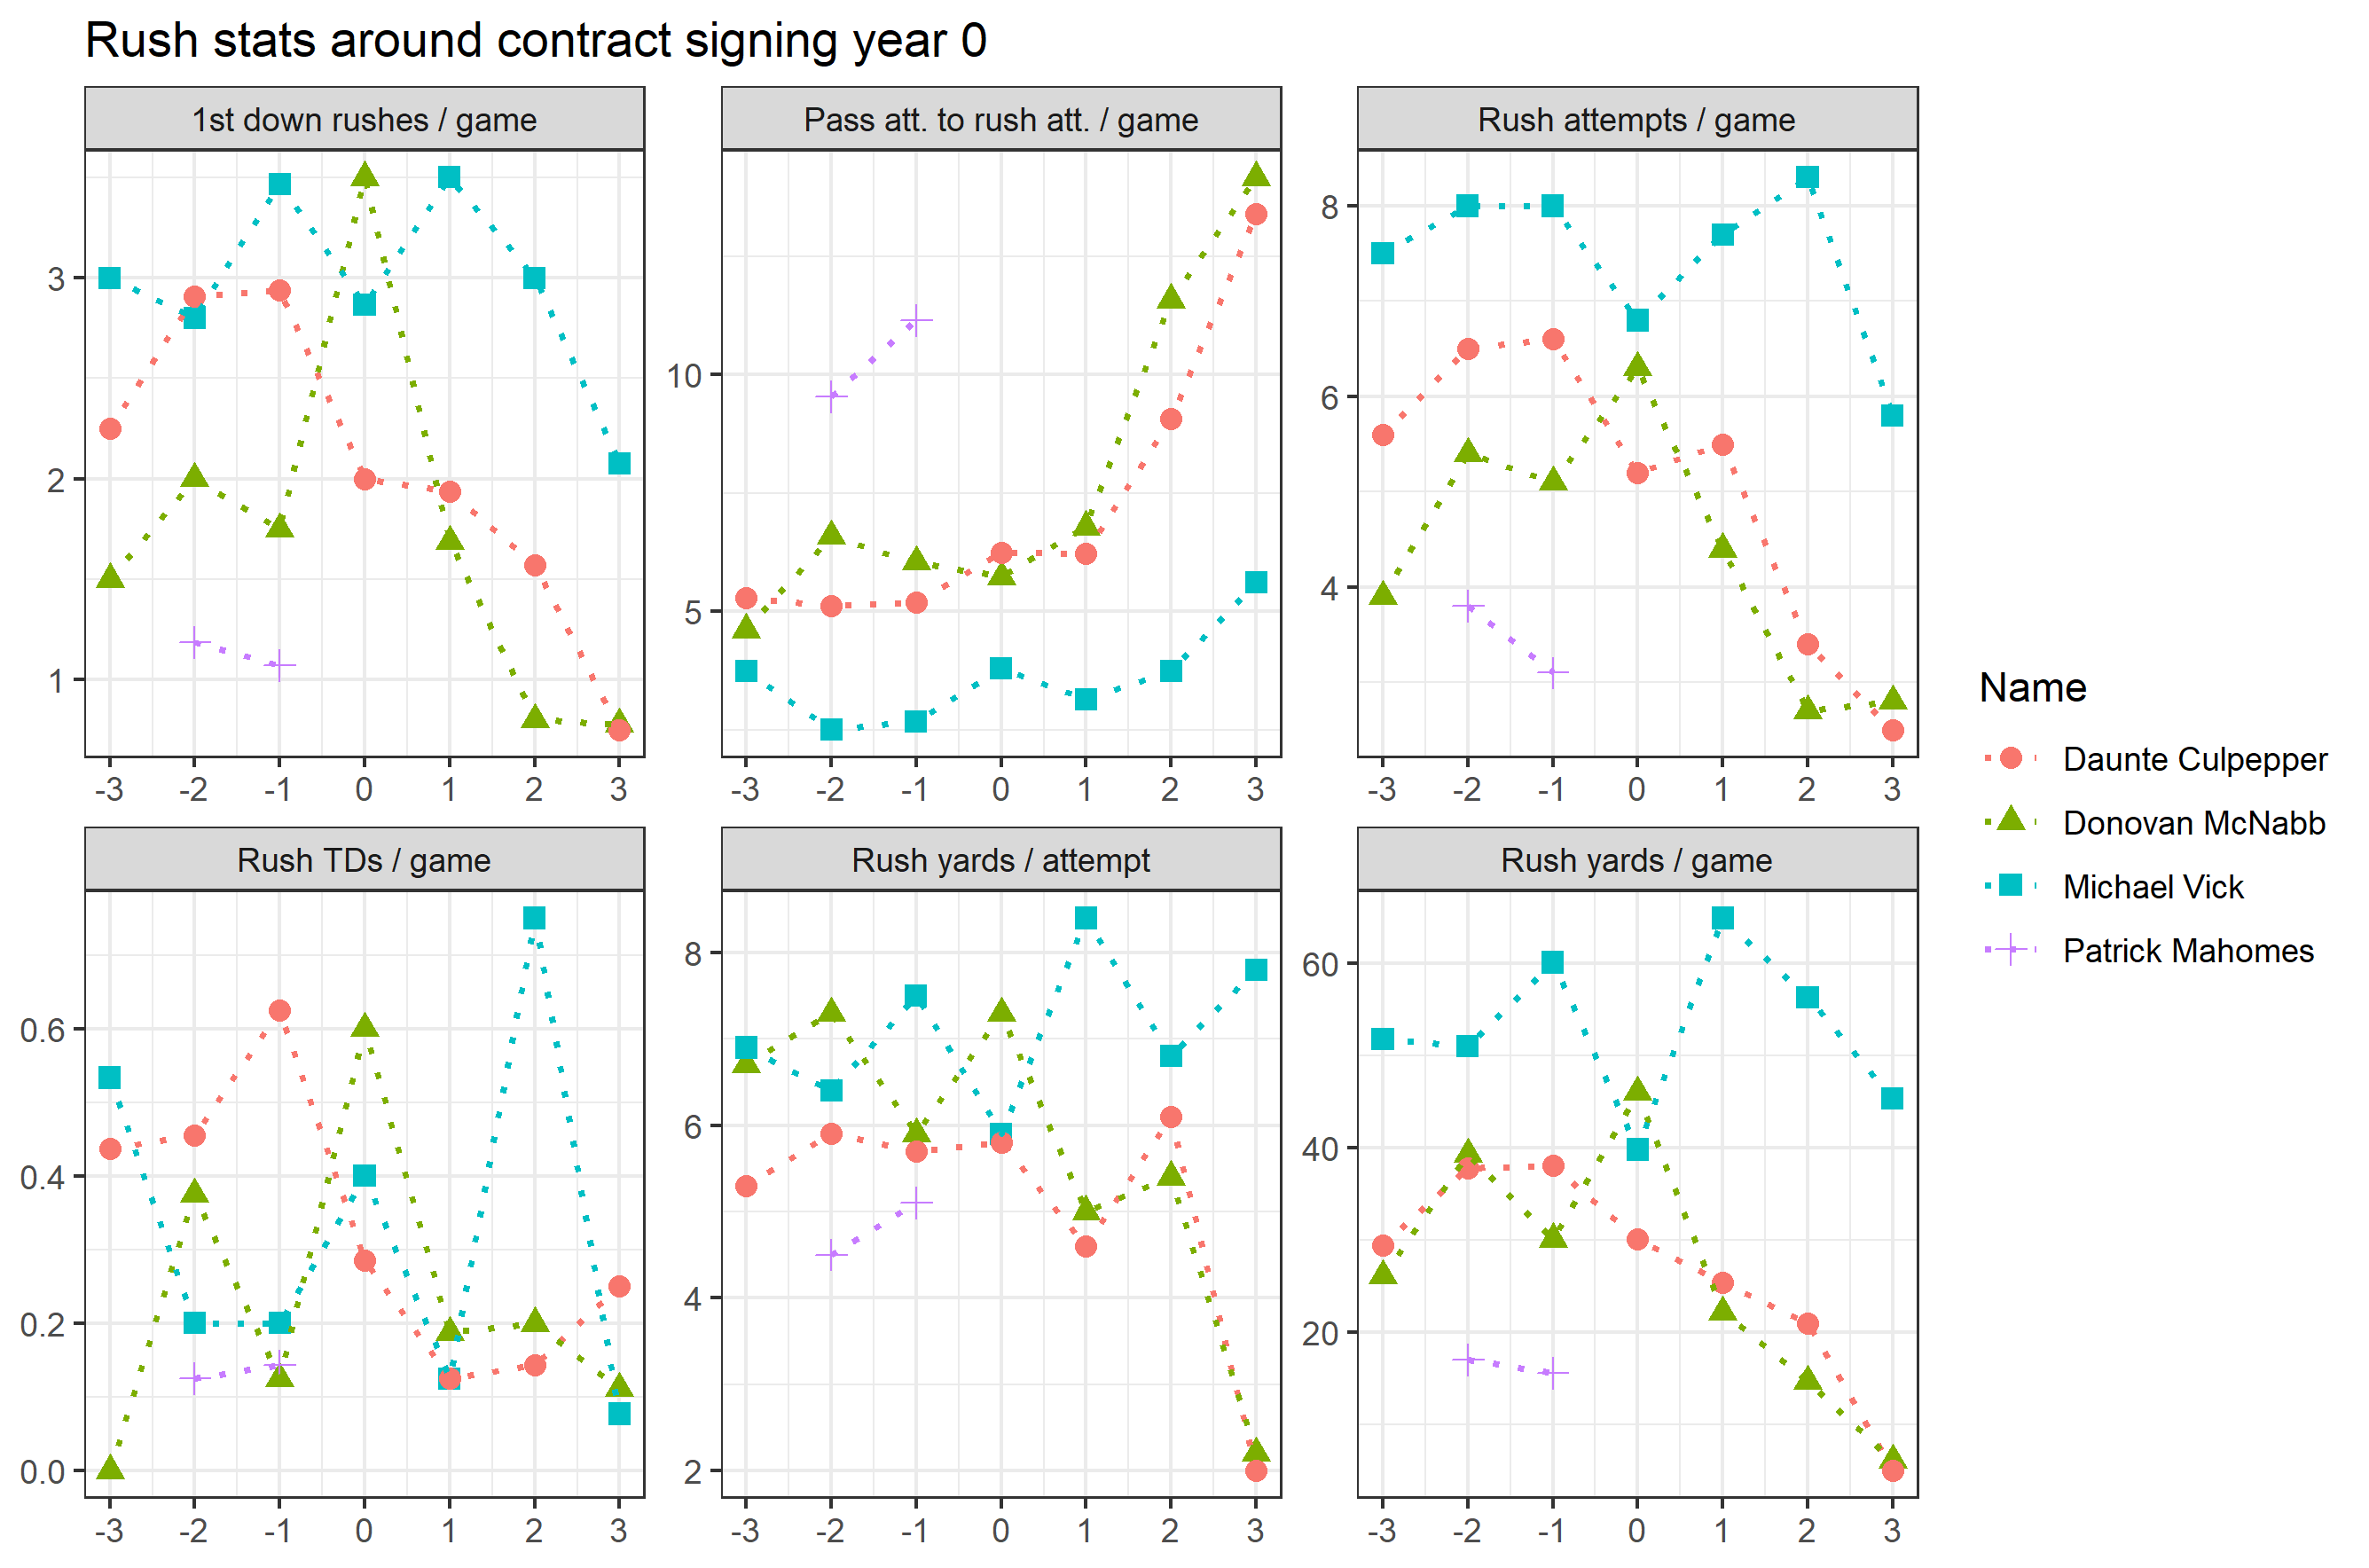 Rush stats around contract signing year 0
1st down rushes / game
Pass att. to rush att. / game
Rush attempts / game
3
2
1
10
5
8
6
4
-3 -2 -1 0 1 2 3
-3 -2 -1 0 1 2 3
-3 -2 -1 0 1 2 3
Rush TDs / game
Rush yards / attempt
Rush yards / game
0.6
0.4
0.2
0.0
8
6
4
2
60
40
20
-3 -2 -1 0 1 2 3
-3 -2 -1 0 1 2 3
-3 -2 -1 0 1 2 3
Name
Daunte Culpepper
Donovan McNabb
Michael Vick
Patrick Mahomes